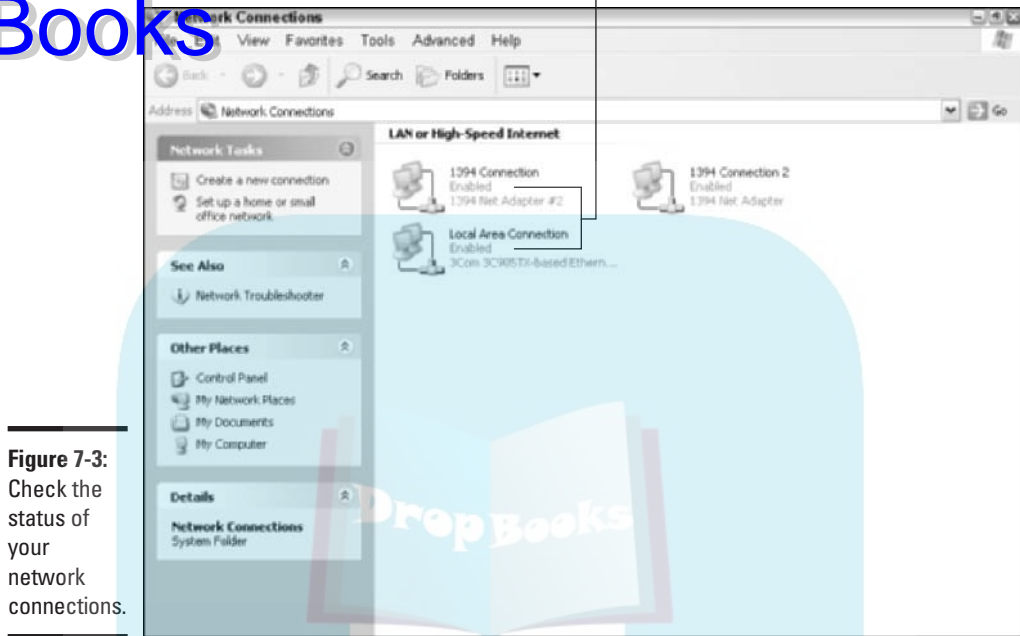 Books
Network Connections
File Edit View Favorites Tools Advanced Help
Back Search Folders
Address Network Connections Go
Network Tasks
Create a new connection
Set up a home or small
office network
See Also
Network Troubleshooter
Other Places
Control Panel
My Network Places
My Documents
My Computer
Details
Network Connections
System Folder
LAN or High-Speed Internet
1394 Connection
Enabled
1394 Net Adapter #2
1394 Connection 2
Enabled
1394 Net Adapter
Local Area Connection
Enabled
3Com 3C905TX-Based Ethern...
DropBooks
Figure 7-3:
Check the
status of
your
network
connections.